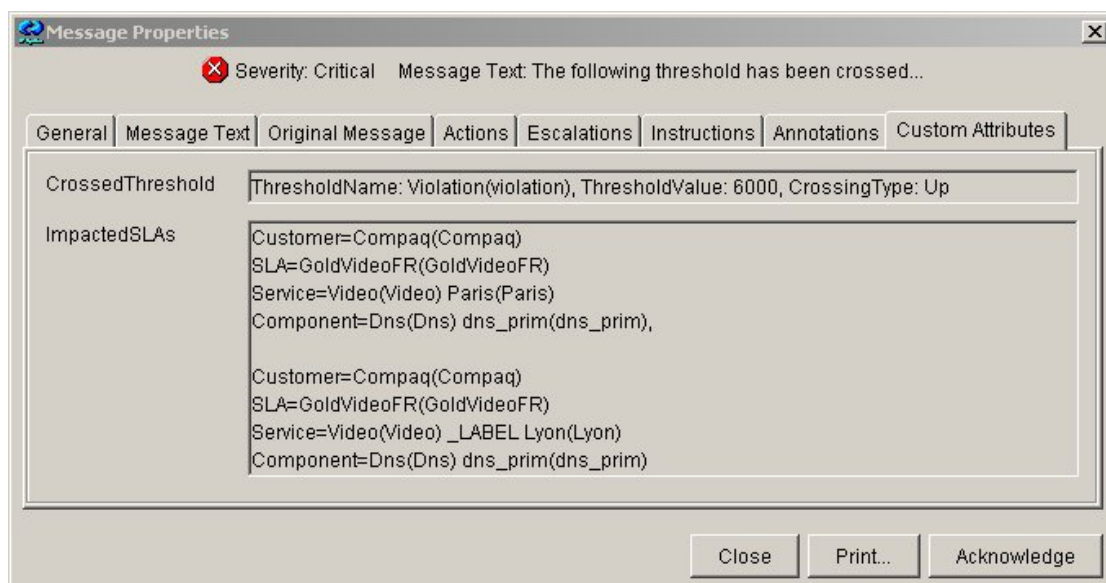 Message Properties
Severity: Critical Message Text: The following threshold has been crossed...
General Message Text Original Message Actions Escalations Instructions Annotations Custom Attributes
CrossedThreshold ThresholdName: Violation(violation), ThresholdValue: 6000, CrossingType: Up
ImpactedSLAs Customer=Compaq(Compaq)
SLA=GoldVideoFR(GoldVideoFR)
Service=Video(Video) Paris(Paris)
Component=Dns(Dns) dns_prim(dns_prim),
Customer=Compaq(Compaq)
SLA=GoldVideoFR(GoldVideoFR)
Service=Video(Video) _LABEL Lyon(Lyon)
Component=Dns(Dns) dns_prim(dns_prim)
Close Print... Acknowledge